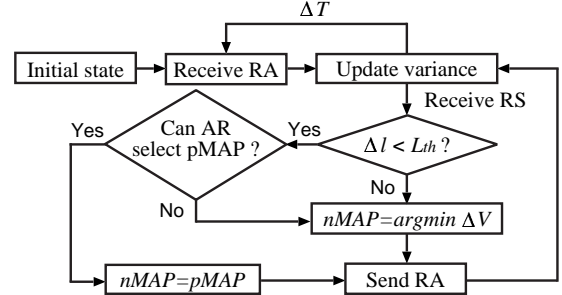 ΔT
Initial state
Receive RA
Update variance
Receive RS
Yes
Can AR
select pMAP ?
Yes
Δl < Lth ?
No
No
nMAP=argmin ΔV
nMAP=pMAP
Send RA